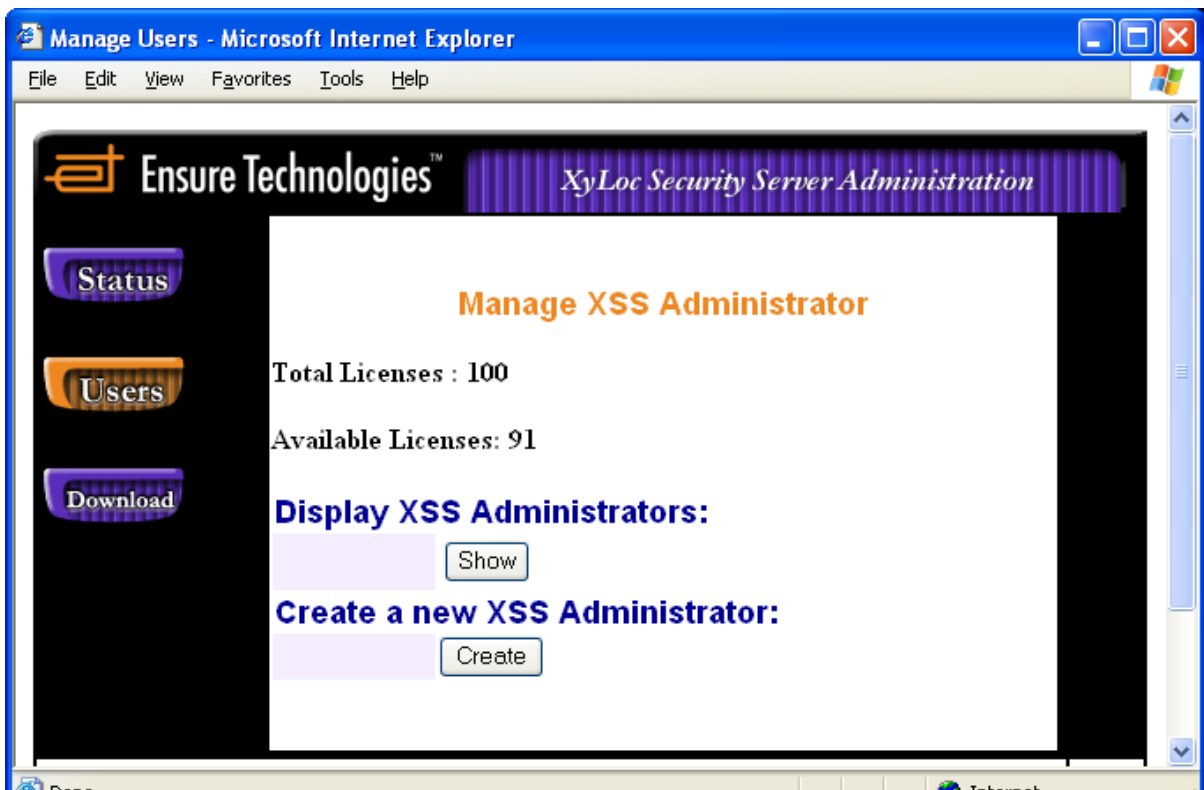 Manage Users - Microsoft Internet Explorer
File Edit View Favorites Tools Help
Ensure Technologies™ XyLoc Security Server Administration
Status
Manage XSS Administrator
Total Licenses : 100
Users
Available Licenses: 91
Download
Display XSS Administrators:
Show
Create a new XSS Administrator:
Create
Done Internet